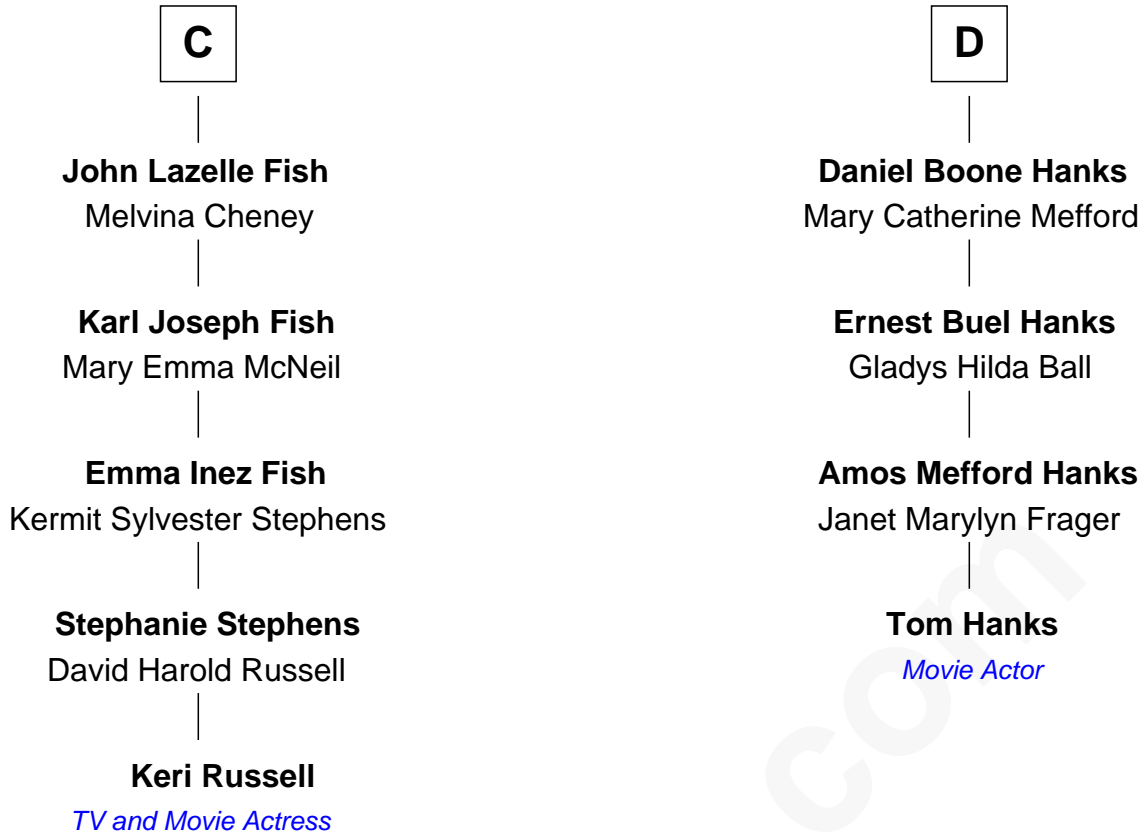 C
John Lazelle Fish
Melvina Cheney
Karl Joseph Fish
Mary Emma McNeil
Emma Inez Fish
Kermit Sylvester Stephens
Stephanie Stephens
David Harold Russell
Keri Russell
TV and Movie Actress
D
Daniel Boone Hanks
Mary Catherine Mefford
Ernest Buel Hanks
Gladys Hilda Ball
Amos Mefford Hanks
Janet Marylyn Frager
Tom Hanks
Movie Actor
com